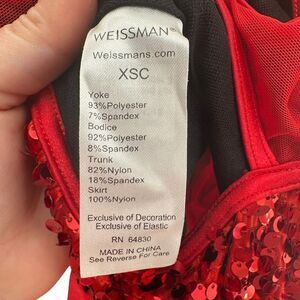 WEISSMAN®
Weissmans.com
XSC
Yoke
93%Polyester
7%Spandex
Bodice
92%Polyester
8%Spandex
Trunk
82%Nylon
18%Spandex
Skirt
100%Nylon
Exclusive of Decoration
Exclusive of Elastic
RN 64830
MADE IN CHINA
See Reverse For Care